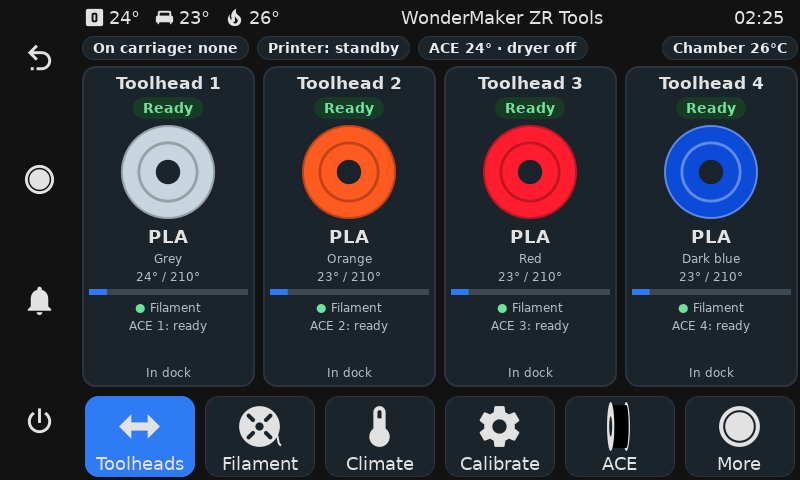 24° 23° 26° WonderMaker ZR Tools 02:25
On carriage: none Printer: standby ACE 24° · dryer off Chamber 26°C
Toolhead 1 Toolhead 2 Toolhead 3 Toolhead 4
Ready Ready Ready Ready
PLA PLA PLA PLA
Grey Orange Red Dark blue
24° / 210° 23° / 210° 23° / 210° 23° / 210°
Filament Filament Filament Filament
ACE 1: ready ACE 2: ready ACE 3: ready ACE 4: ready
In dock In dock In dock In dock
Toolheads Filament Climate Calibrate ACE More